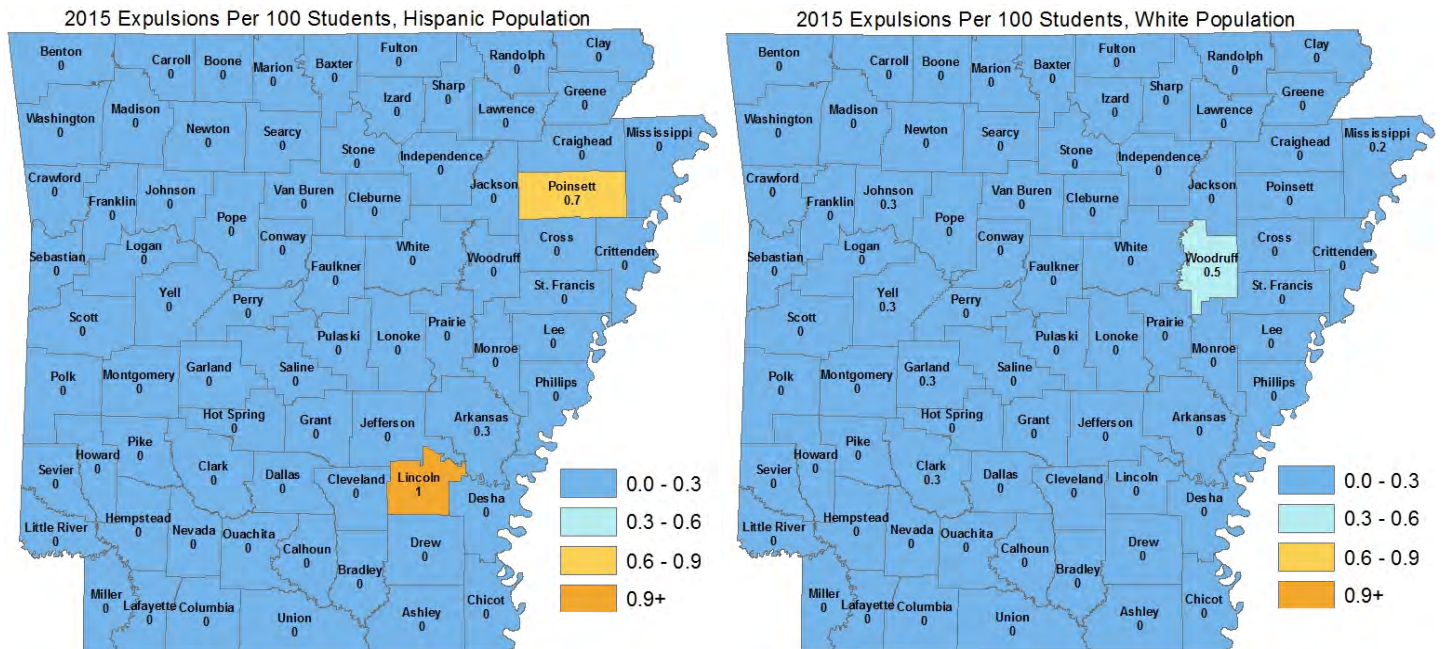 2015 Expulsions Per 100 Students, Hispanic Population
Benton
0
Carroll
0
Boone
0
Marion
0
Baxter
0
Fulton
0
Randolph
0
Clay
0
Izard
0
Sharp
0
Lawrence
0
Greene
0
Washington
0
Madison
0
Newton
0
Searcy
0
Stone
0
Independence
0
Craighead
0
Mississippi
0
Crawford
0
Franklin
0
Johnson
0
Pope
0
Van Buren
0
Cleburne
0
Jackson
0
Poinsett
0.7
Sebastian
0
Logan
0
Conway
0
Faulkner
0
White
0
Woodruff
0
Cross
0
Crittenden
0
St. Francis
0
Scott
0
Yell
0
Perry
0
Pulaski
0
Lonoke
0
Prairie
0
Monroe
0
Lee
0
Phillips
0
Polk
0
Montgomery
0
Garland
0
Saline
0
Hot Spring
0
Grant
0
Jefferson
0
Arkansas
0.3
Sevier
0
Howard
0
Pike
0
Clark
0
Dallas
0
Cleveland
0
Lincoln
1
Desha
0
Little River
0
Hempstead
0
Nevada
0
Ouachita
0
Calhoun
0
Bradley
0
Drew
0
Miller
0
Lafayette
0
Columbia
0
Union
0
Ashley
0
Chicot
0
0.0 - 0.3
0.3 - 0.6
0.6 - 0.9
0.9+
2015 Expulsions Per 100 Students, White Population
Benton
0
Carroll
0
Boone
0
Marion
0
Baxter
0
Fulton
0
Randolph
0
Clay
0
Izard
0
Sharp
0
Lawrence
0
Greene
0
Washington
0
Madison
0
Newton
0
Searcy
0
Stone
0
Independence
0
Craighead
0
Mississippi
0.2
Crawford
0
Franklin
0
Johnson
0.3
Pope
0
Van Buren
0
Cleburne
0
Jackson
0
Poinsett
0
Sebastian
0
Logan
0
Conway
0
Faulkner
0
White
0
Woodruff
0.5
Cross
0
Crittenden
0
St. Francis
0
Scott
0
Yell
0.3
Perry
0
Pulaski
0
Lonoke
0
Prairie
0
Monroe
0
Lee
0
Phillips
0
Polk
0
Montgomery
0
Garland
0.3
Saline
0
Hot Spring
0
Grant
0
Jefferson
0
Arkansas
0
Sevier
0
Howard
0
Pike
0
Clark
0.3
Dallas
0
Cleveland
0
Lincoln
0
Desha
0
Little River
0
Hempstead
0
Nevada
0
Ouachita
0
Calhoun
0
Bradley
0
Drew
0
Miller
0
Lafayette
0
Columbia
0
Union
0
Ashley
0
Chicot
0
0.0 - 0.3
0.3 - 0.6
0.6 - 0.9
0.9+